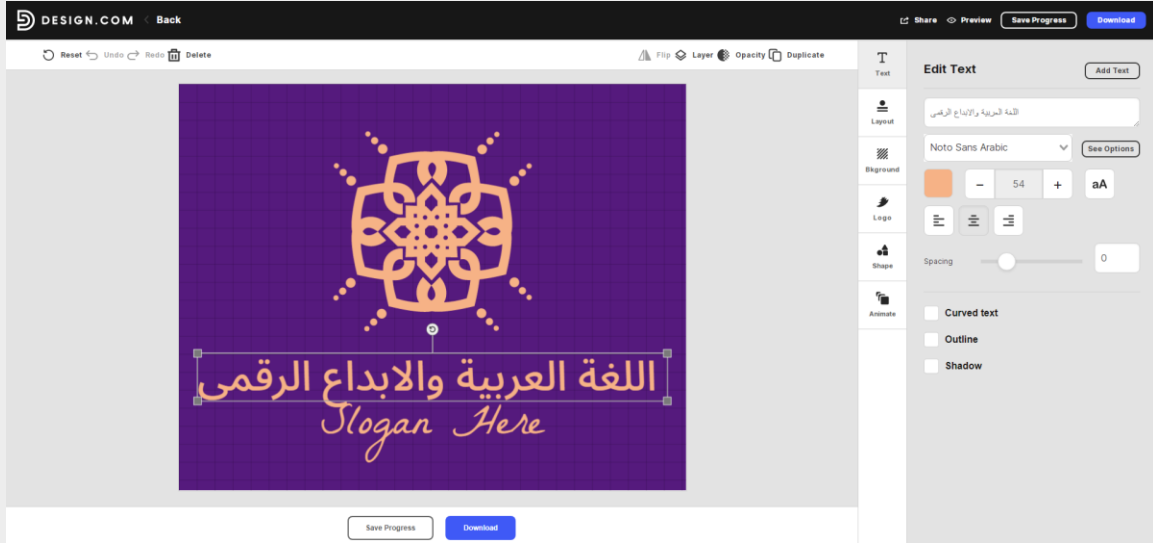 DESIGN.COM < Back
Share Preview Save Progress Download
Reset Undo Redo Delete
Flip Layer Opacity Duplicate
Text
Layout
Bkground
Logo
Shape
Animate
Edit Text
Add Text
اللغة العربية والابداع الرقمى
Noto Sans Arabic
See Options
− 54 + aA
Spacing 0
Curved text
Outline
Shadow
اللغة العربية والابداع الرقمى
Slogan Here
Save Progress Download